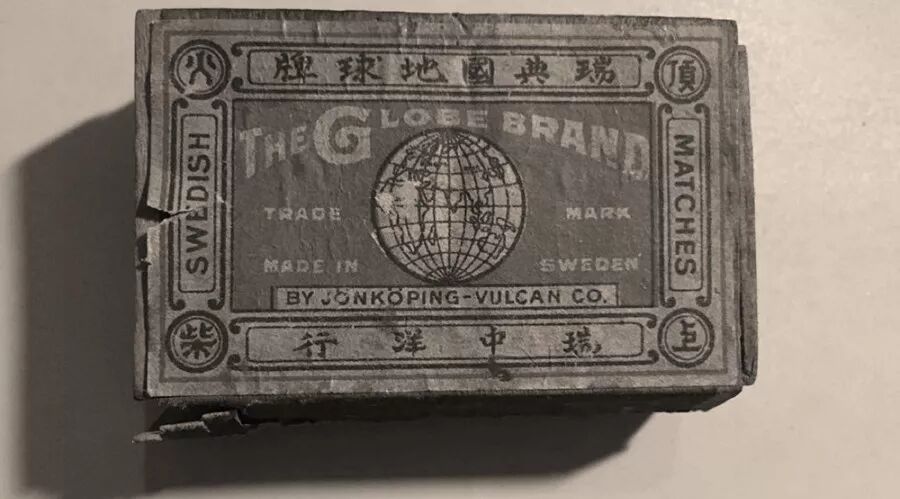 瑞典國地球牌
頂上
火柴
THE GLOBE BRAND
SWEDISH
MATCHES
TRADE MARK
MADE IN SWEDEN
BY JÖNKÖPING-VULCAN CO.
瑞中洋行